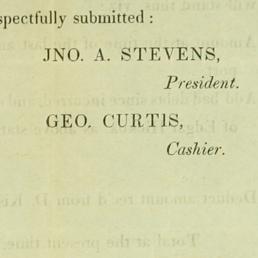 spectfully submitted :
JNO. A. STEVENS,
President.
GEO. CURTIS,
Cashier.